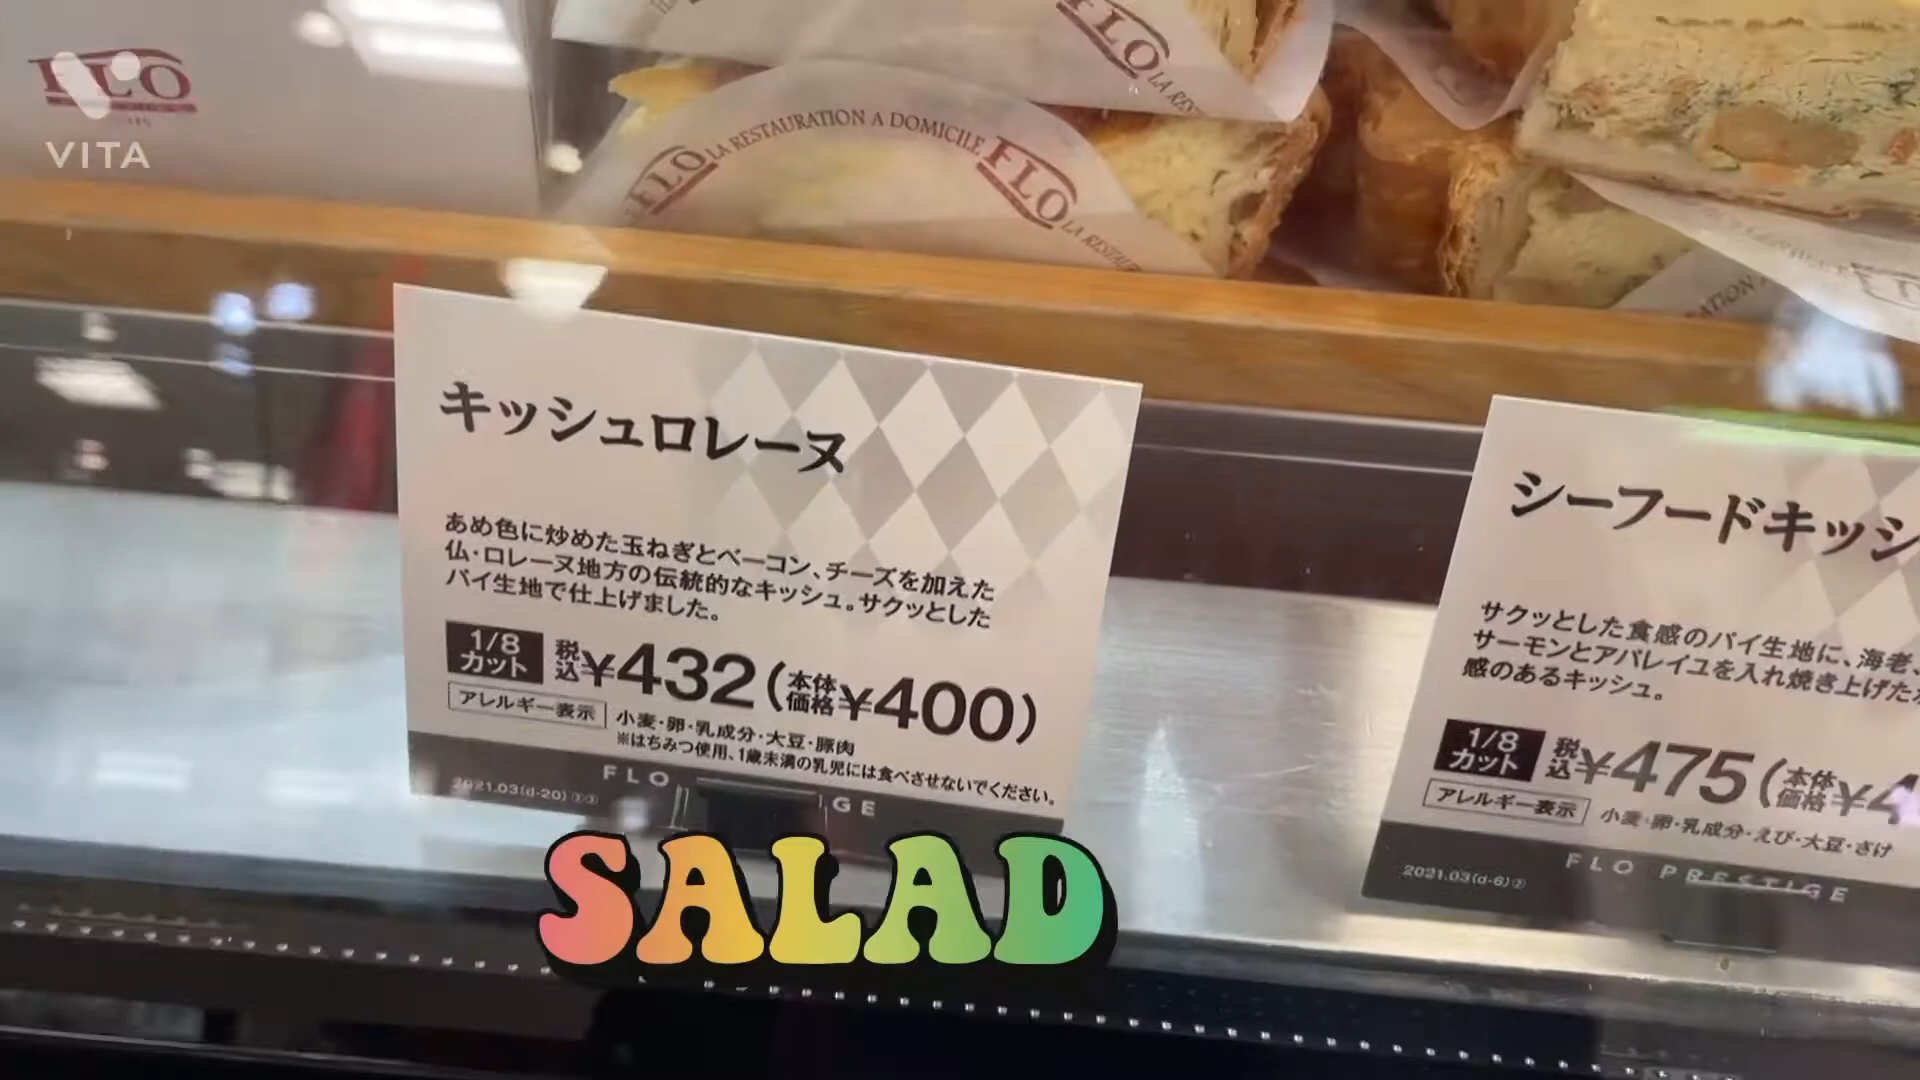 FLO
VITA
FLO LA RESTAURATION A DOMICILE FLO LA RESTAU
FLO LA RES
キッシュロレーヌ
あめ色に炒めた玉ねぎとベーコン、チーズを加えた
仏・ロレーヌ地方の伝統的なキッシュ。サクッとした
パイ生地で仕上げました。
1/8
カット
税込¥432(本体価格¥400)
アレルギー表示
小麦・卵・乳成分・大豆・豚肉
※はちみつ使用、1歳未満の乳児には食べさせないでください。
2021.03(d-20)
FLO
GE
シーフードキッシ
サクッとした食感のパイ生地に、海老、
サーモンとアパレイユを入れ焼き上げた
感のあるキッシュ。
1/8
カット
税込¥475(本体価格¥4
アレルギー表示
小麦・卵・乳成分・えび・大豆・さけ
2021.03(d-6)②
FLO PRESTIGE
SALAD